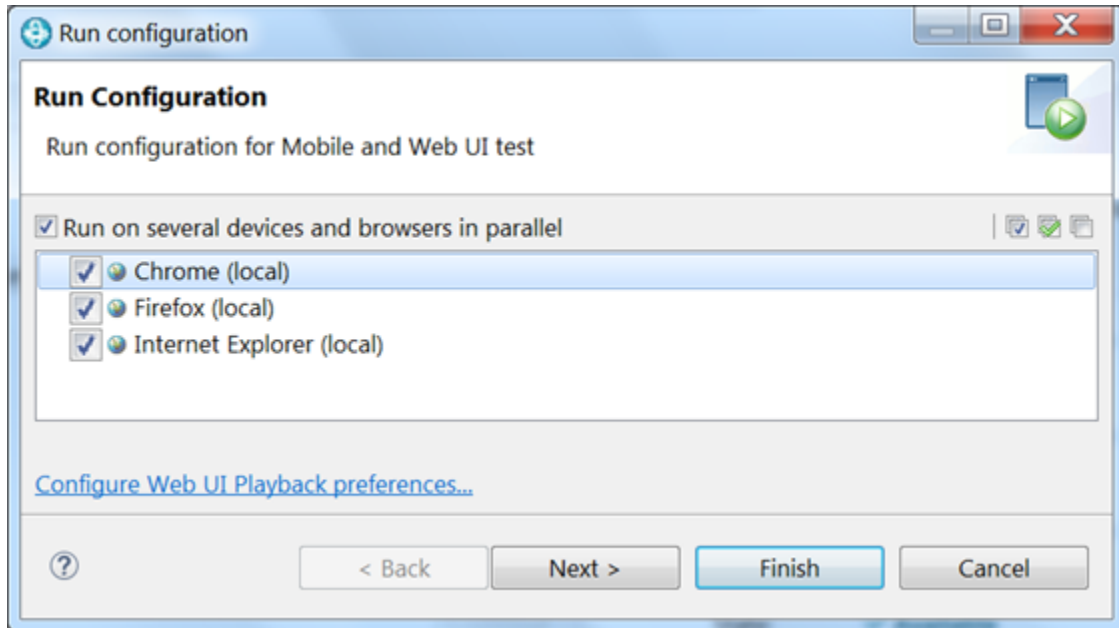 Run configuration
Run Configuration
Run configuration for Mobile and Web UI test
Run on several devices and browsers in parallel
Chrome (local)
Firefox (local)
Internet Explorer (local)
Configure Web UI Playback preferences...
? < Back Next > Finish Cancel